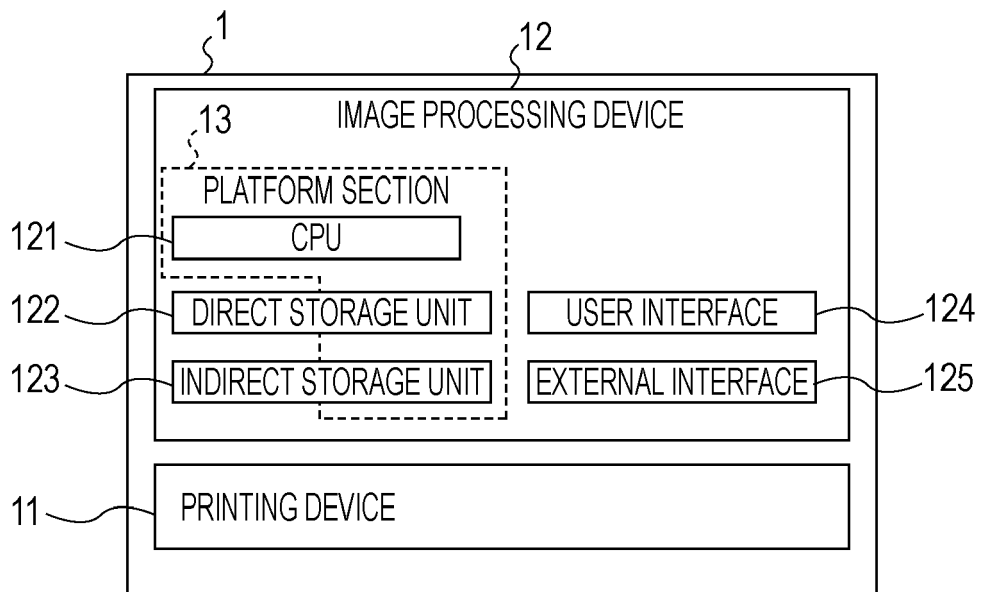 1
12
IMAGE PROCESSING DEVICE
13
PLATFORM SECTION
121
CPU
122
DIRECT STORAGE UNIT
USER INTERFACE
124
123
INDIRECT STORAGE UNIT
EXTERNAL INTERFACE
125
11
PRINTING DEVICE